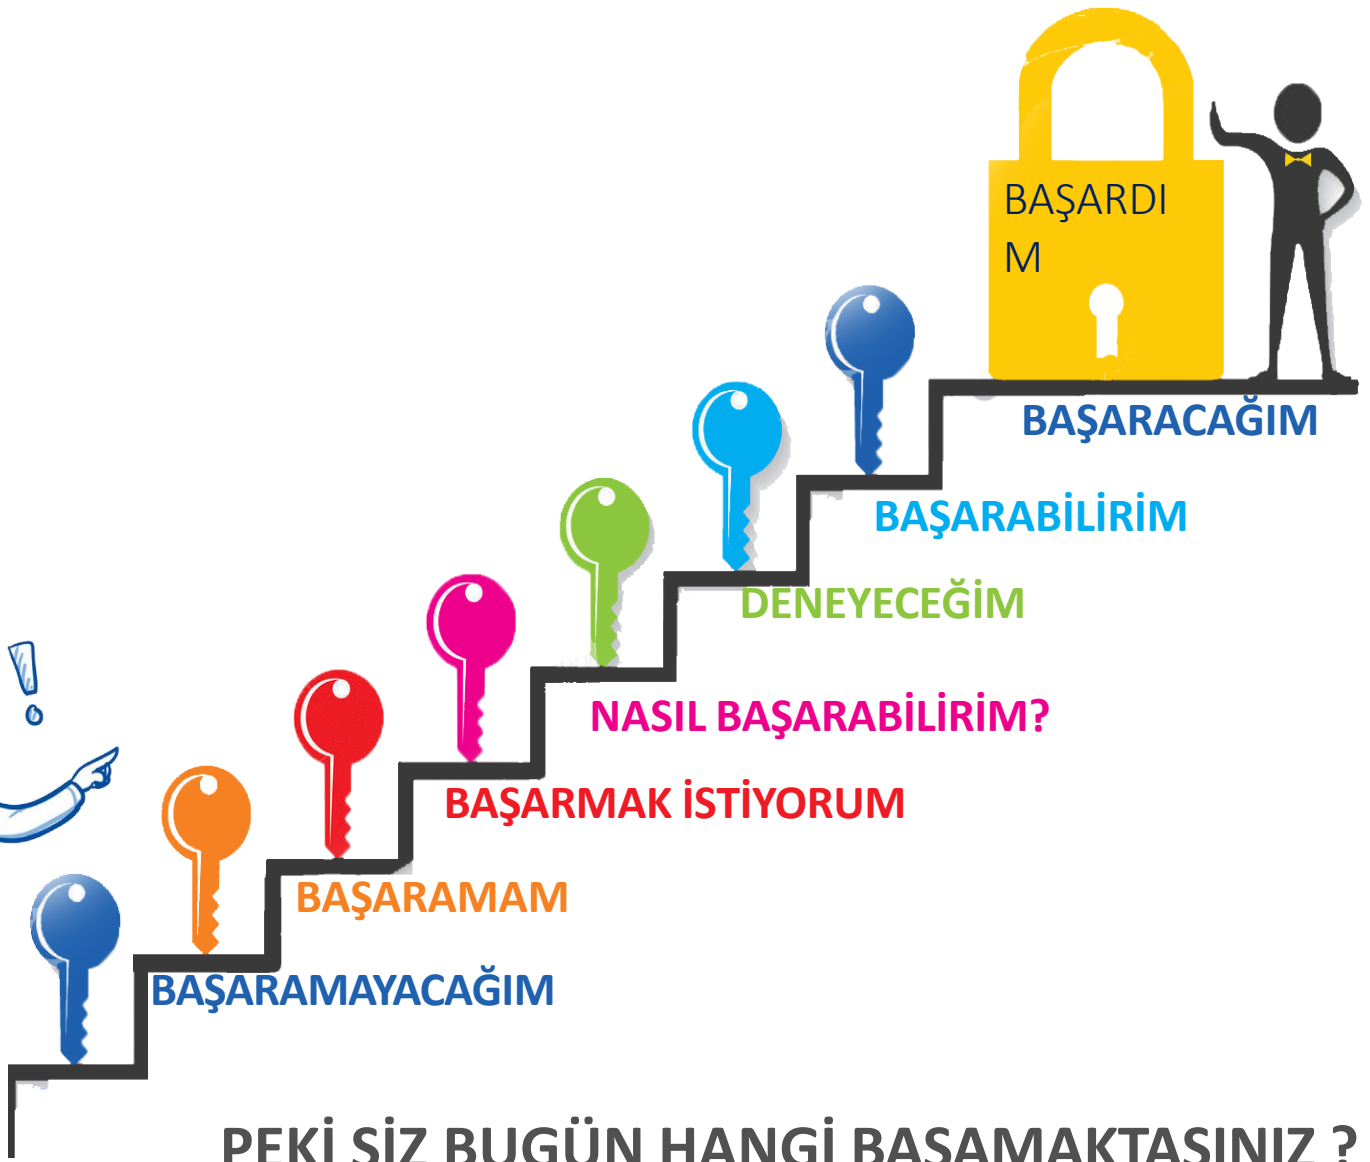 BAŞARDI
M
BAŞARACAĞIM
BAŞARABİLİRİM
DENEYECEĞİM
NASIL BAŞARABİLİRİM?
BAŞARMAK İSTİYORUM
BAŞARAMAM
BAŞARAMAYACAĞIM
PEKİ SİZ BUGÜN HANGİ BASAMAKTASINIZ ?